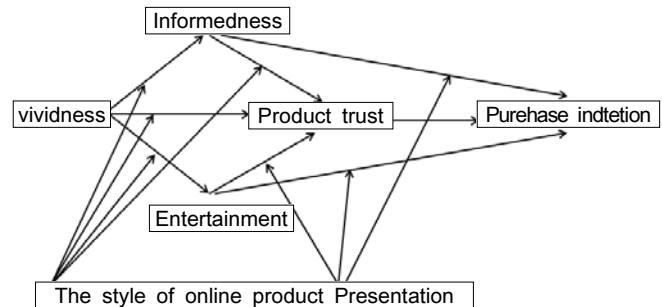 Informedness
vividness
Product trust
Purehase indtetion
Entertainment
The style of online product Presentation